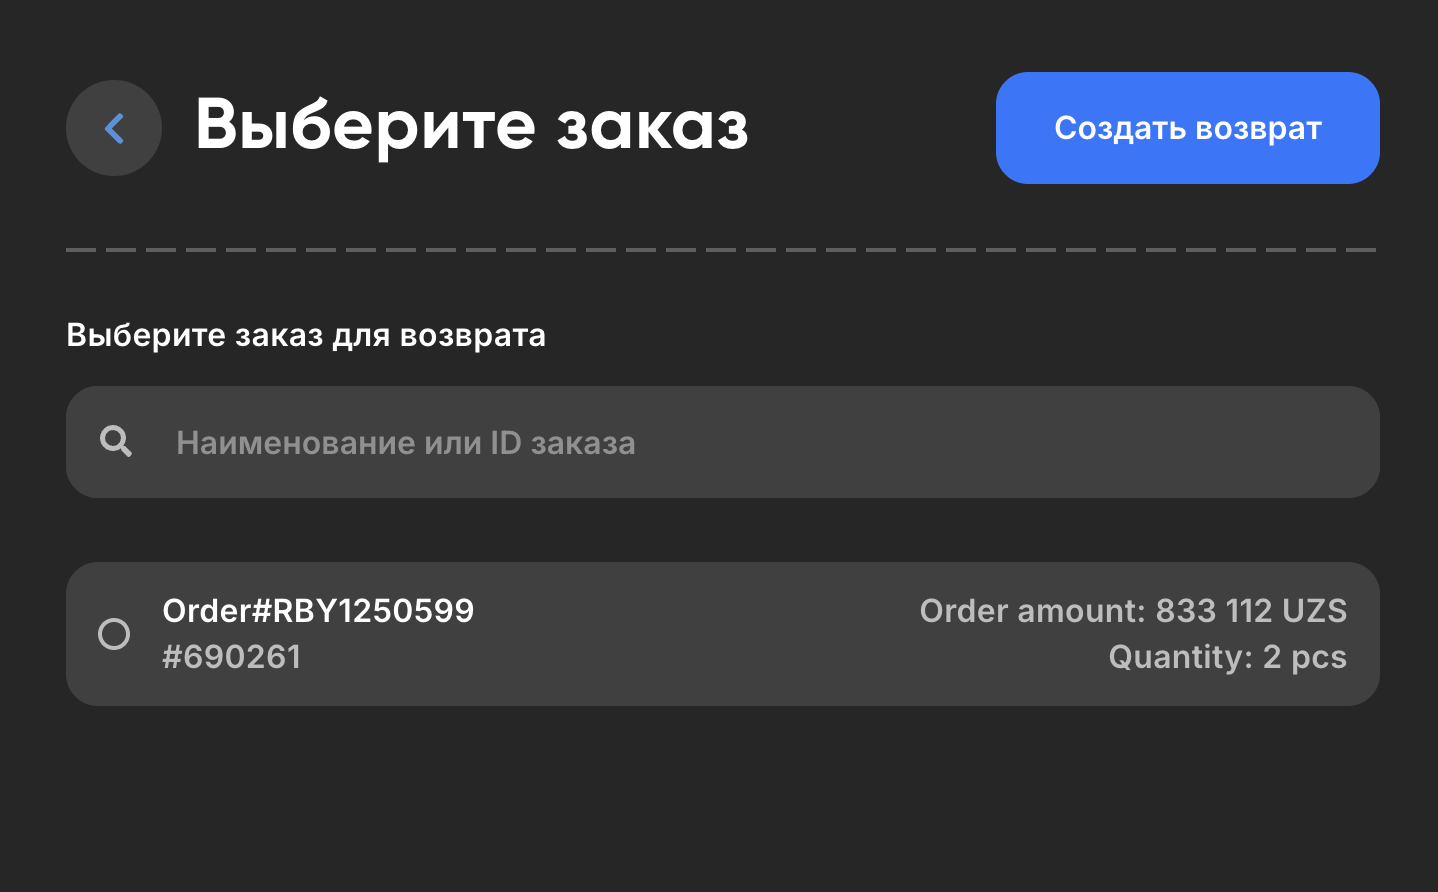 Выберите заказ
Создать возврат
Выберите заказ для возврата
Наименование или ID заказа
Order#RBY1250599
Order amount: 833 112 UZS
#690261
Quantity: 2 pcs